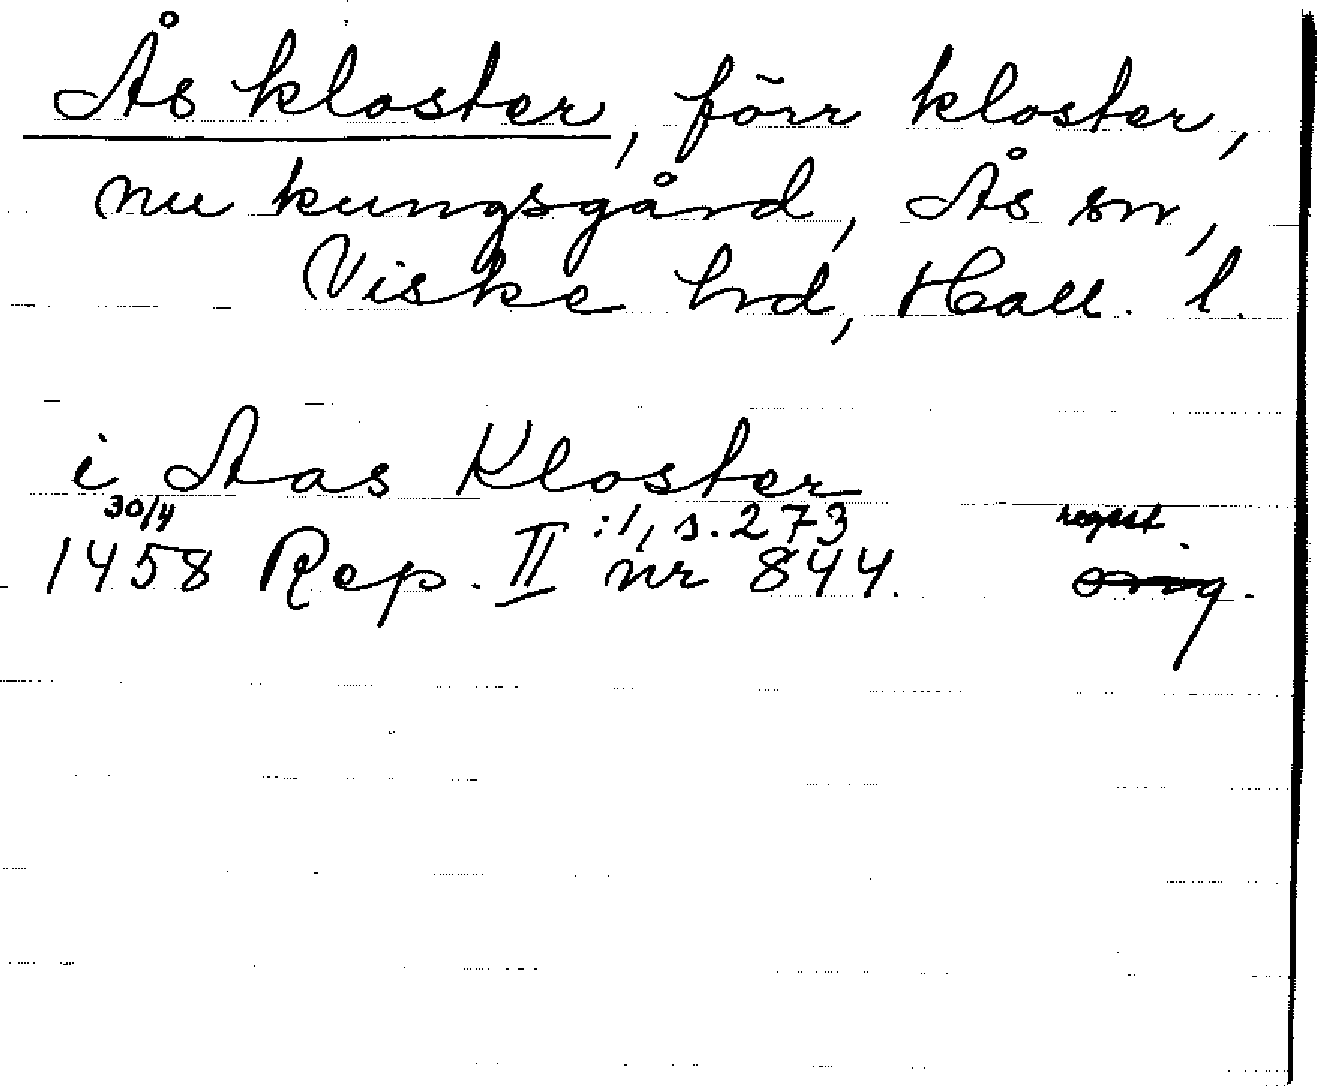 Ås kloster, förr kloster,
nu kungsgård, Ås sn,
Viske hd, Hall. l.
i Aas Kloster
30/4 :1, s. 273 regest.
1458 Rep. II nr 844. orig.